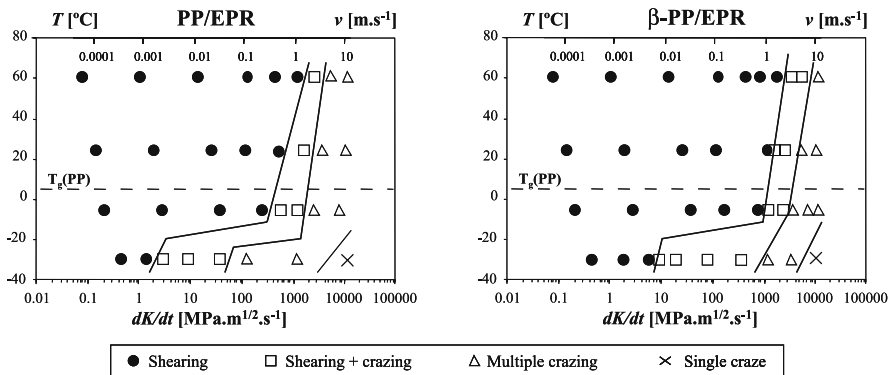 T [ºC] PP/EPR v [m.s⁻¹]
0.0001 0.001 0.01 0.1 1 10
80
60
40
20
Tg(PP)
0
-20
-40
0.01 0.1 1 10 100 1000 10000 100000
dK/dt [MPa.m1/2.s-1]
T [ºC] β-PP/EPR v [m.s-1]
0.0001 0.001 0.01 0.1 1 10
80
60
40
20
Tg(PP)
0
-20
-40
0.01 0.1 1 10 100 1000 10000 100000
dK/dt [MPa.m1/2.s-1]
Shearing Shearing + crazing Multiple crazing Single craze